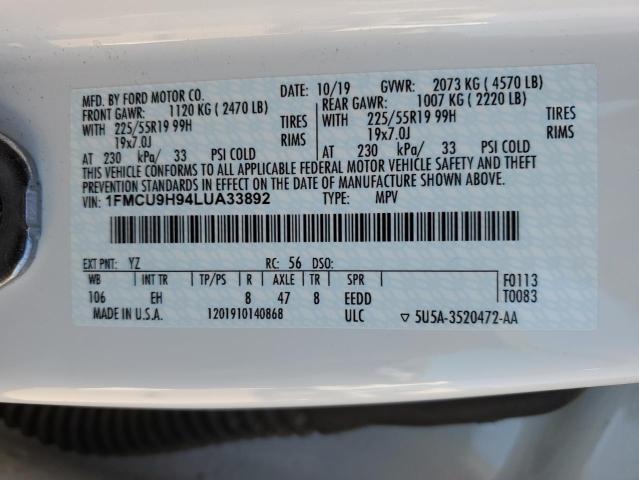 MFD. BY FORD MOTOR CO. DATE: 10/19 GVWR: 2073 KG ( 4570 LB)
FRONT GAWR: 1120 KG ( 2470 LB) REAR GAWR: 1007 KG ( 2220 LB)
WITH 225/55R19 99H TIRES WITH 225/55R19 99H TIRES
19x7.0J RIMS 19x7.0J RIMS
AT 230 kPa/ 33 PSI COLD AT 230 kPa/ 33 PSI COLD
THIS VEHICLE CONFORMS TO ALL APPLICABLE FEDERAL MOTOR VEHICLE SAFETY AND THEFT
PREVENTION STANDARDS IN EFFECT ON THE DATE OF MANUFACTURE SHOWN ABOVE.
VIN: 1FMCU9H94LUA33892 TYPE: MPV
EXT PNT: YZ RC: 56 DSO:
WB INT TR TP/PS R AXLE TR SPR F0113
106 EH 8 47 8 EEDD T0083
MADE IN U.S.A. 1201910140868 ULC ▽ 5U5A-3520472-AA